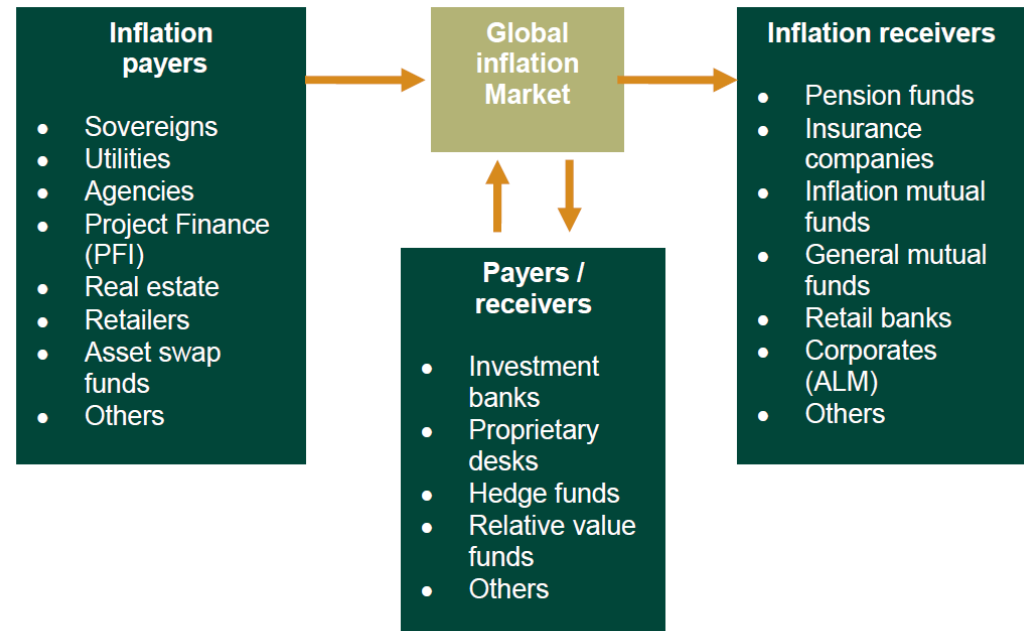 Inflation
payers
• Sovereigns
• Utilities
• Agencies
• Project Finance
(PFI)
• Real estate
• Retailers
• Asset swap
funds
• Others
Global
inflation
Market
Payers /
receivers
• Investment
banks
• Proprietary
desks
• Hedge funds
• Relative value
funds
• Others
Inflation receivers
• Pension funds
• Insurance
companies
• Inflation mutual
funds
• General mutual
funds
• Retail banks
• Corporates
(ALM)
• Others